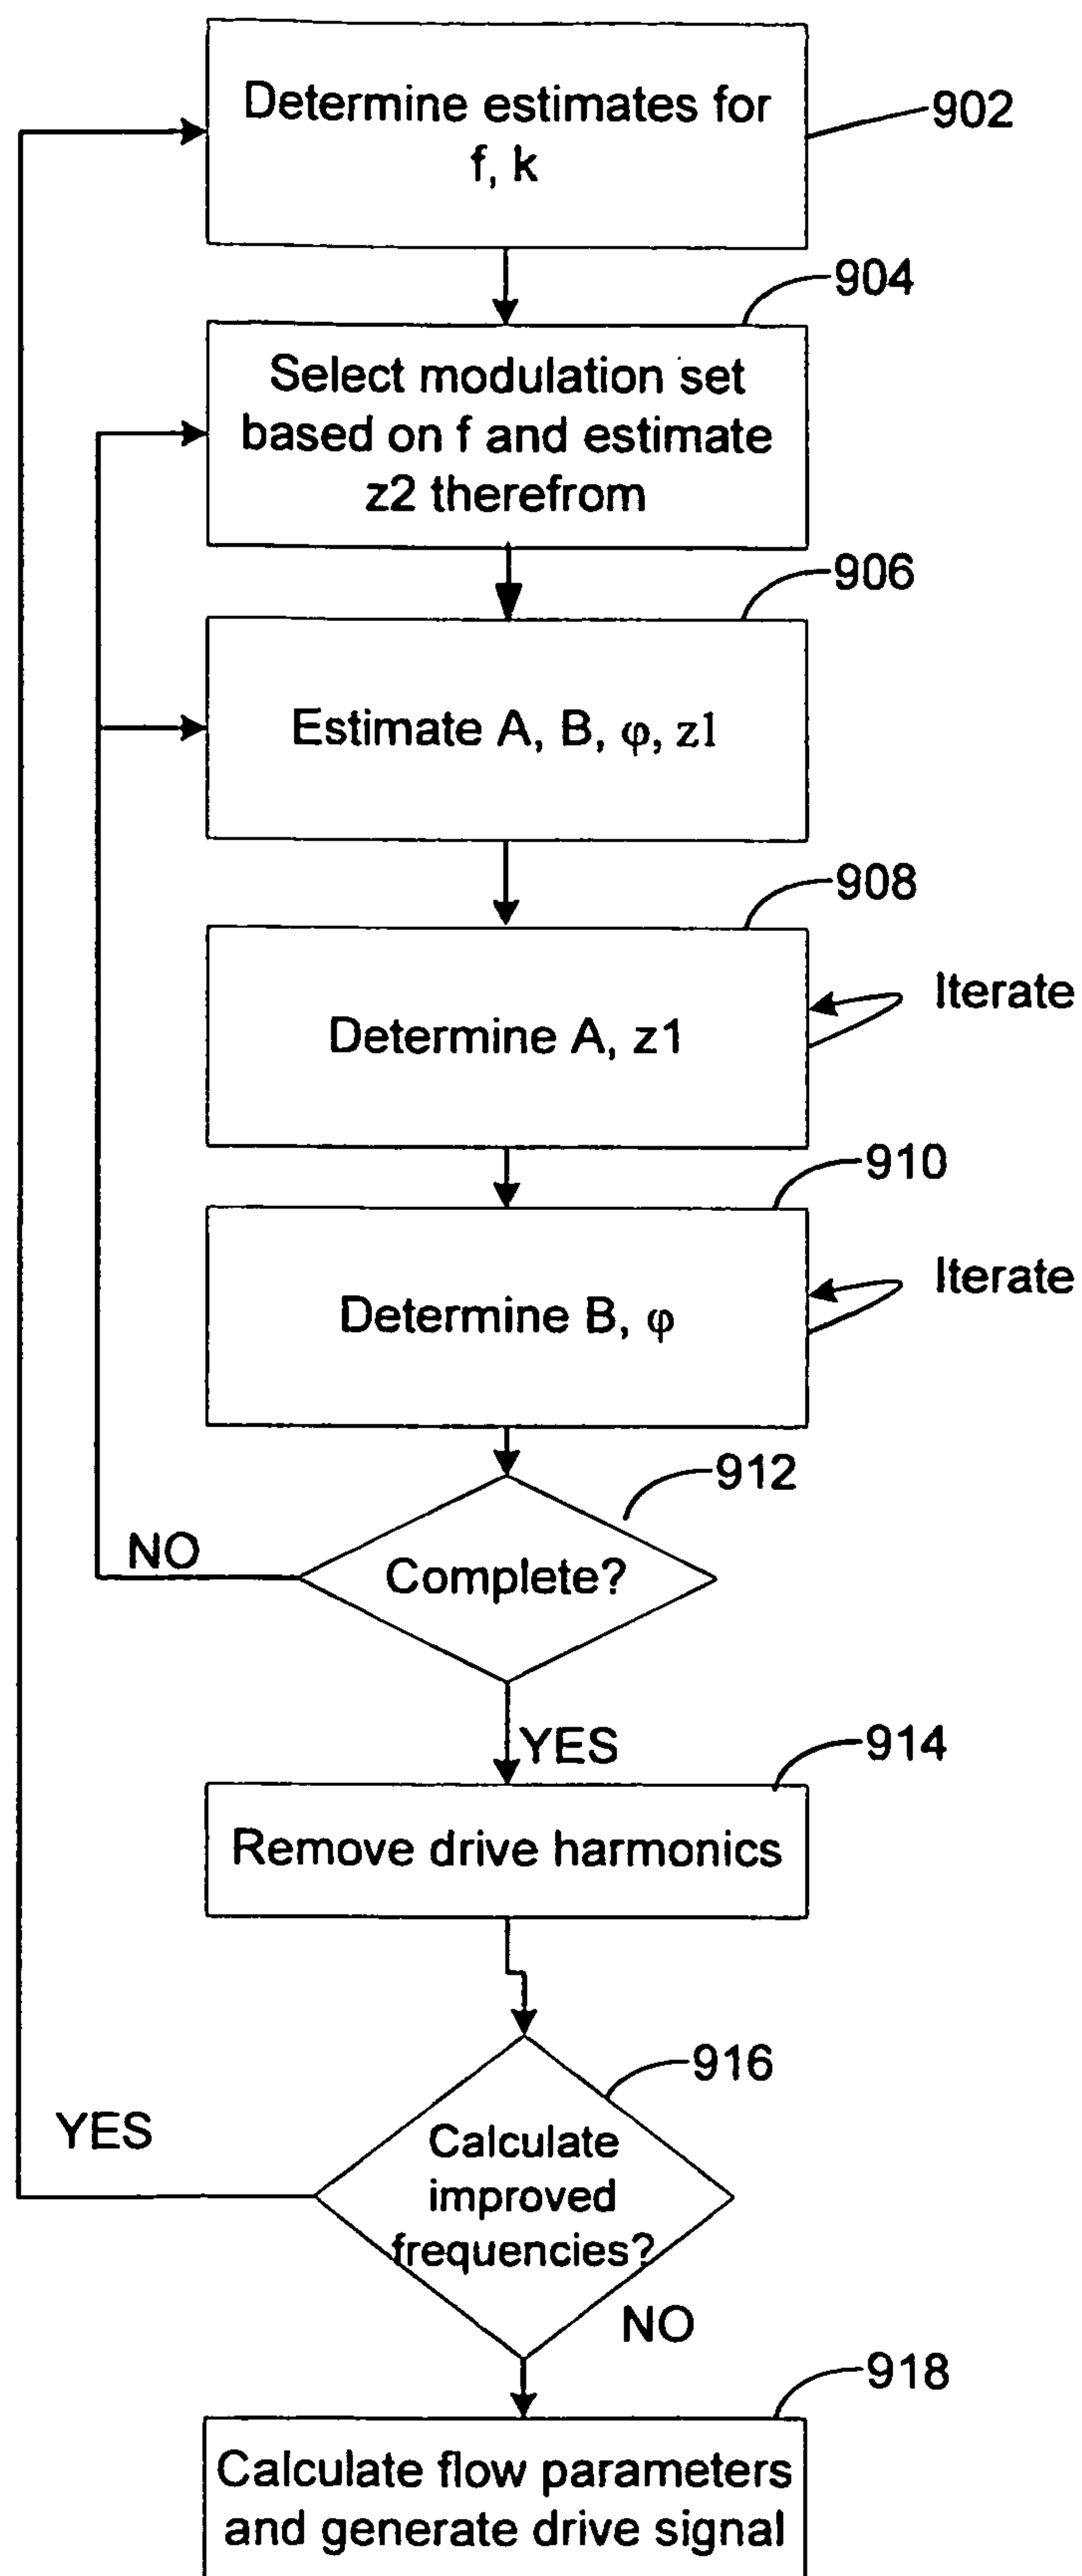 Determine estimates for
f, k
902
904
Select modulation set
based on f and estimate
z2 therefrom
906
Estimate A, B, φ, z1
908
Determine A, z1
Iterate
910
Determine B, φ
Iterate
912
Complete?
NO
YES
914
Remove drive harmonics
916
Calculate
improved
frequencies?
YES
NO
918
Calculate flow parameters
and generate drive signal